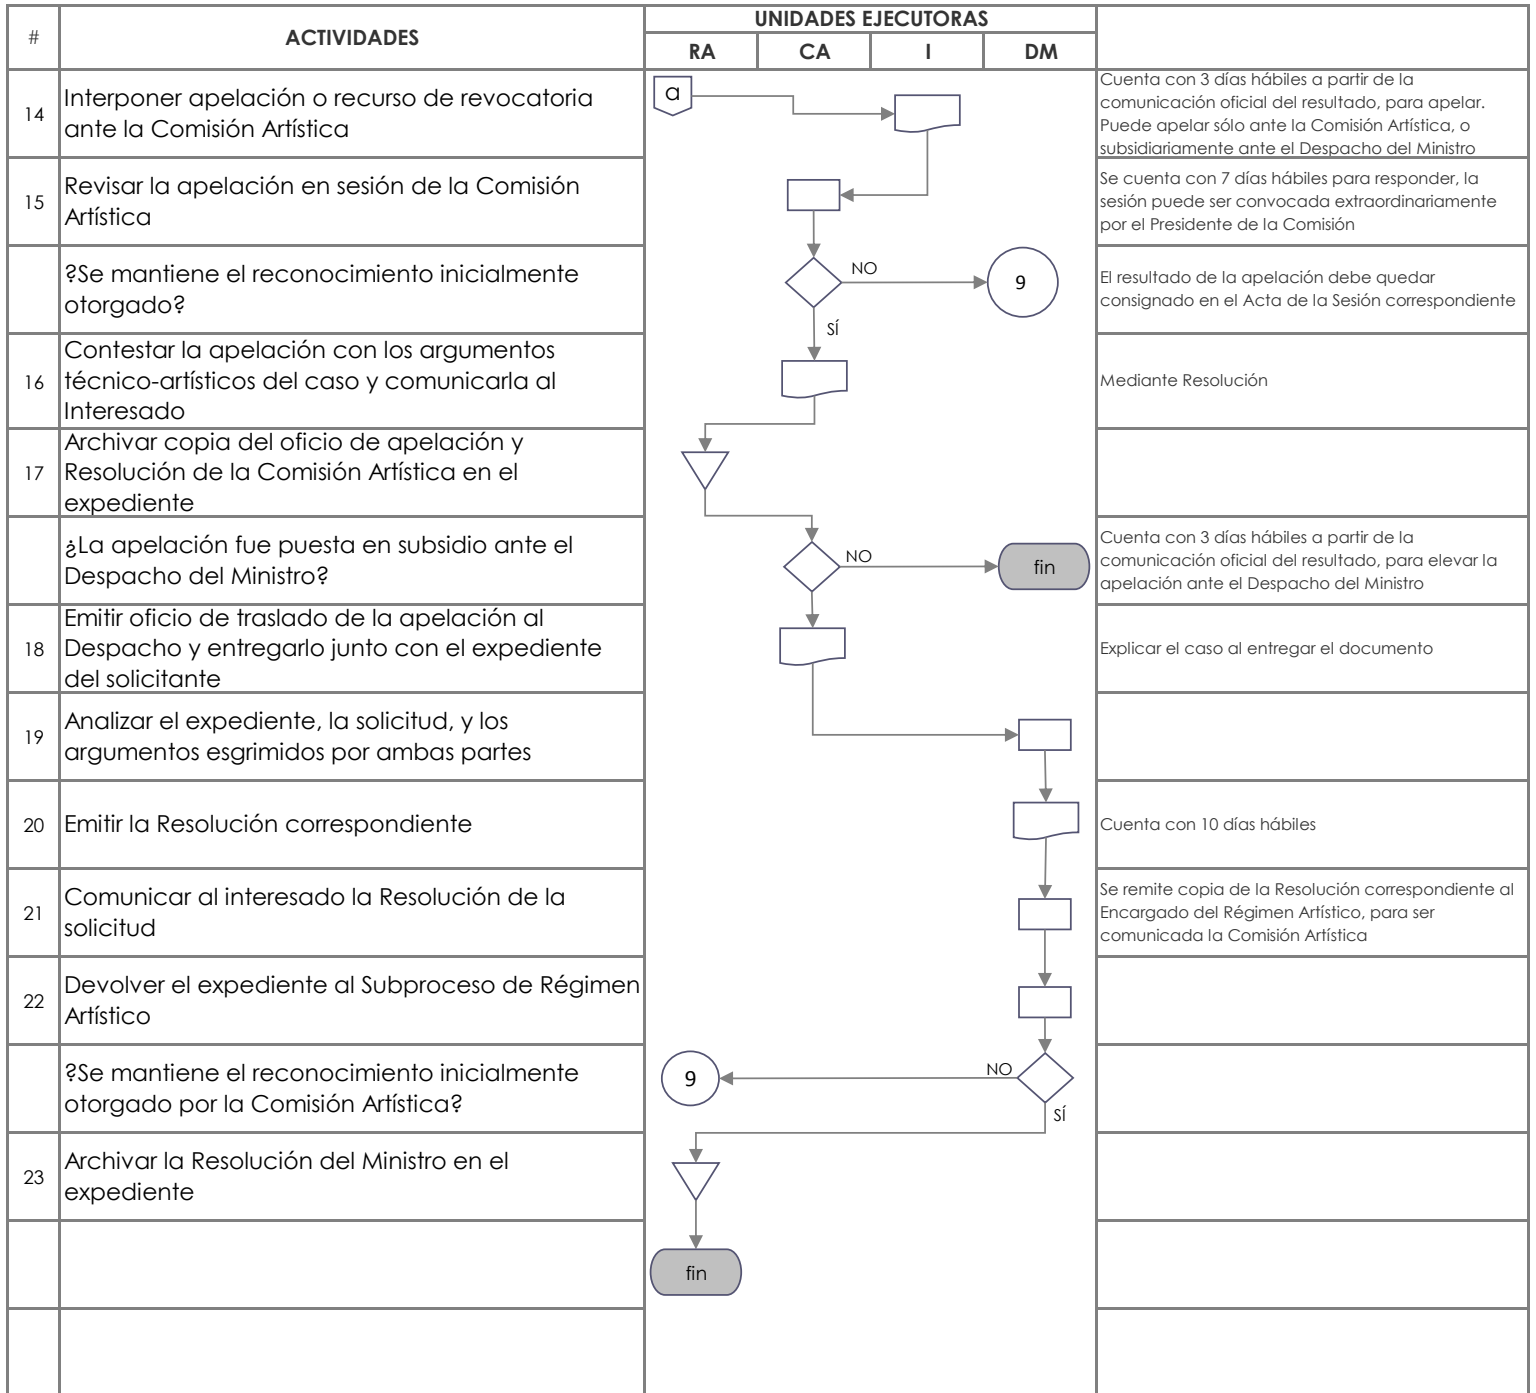 #
ACTIVIDADES
UNIDADES EJECUTORAS
RA
CA
I
DM
14
Interponer apelación o recurso de revocatoria
ante la Comisión Artística
a
Cuenta con 3 días hábiles a partir de la
comunicación oficial del resultado, para apelar.
Puede apelar sólo ante la Comisión Artística, o
subsidiariamente ante el Despacho del Ministro
15
Revisar la apelación en sesión de la Comisión
Artística
Se cuenta con 7 días hábiles para responder, la
sesión puede ser convocada extraordinariamente
por el Presidente de la Comisión
?Se mantiene el reconocimiento inicialmente
otorgado?
NO
9
SÍ
El resultado de la apelación debe quedar
consignado en el Acta de la Sesión correspondiente
16
Contestar la apelación con los argumentos
técnico-artísticos del caso y comunicarla al
Interesado
Mediante Resolución
17
Archivar copia del oficio de apelación y
Resolución de la Comisión Artística en el
expediente
¿La apelación fue puesta en subsidio ante el
Despacho del Ministro?
NO
fin
Cuenta con 3 días hábiles a partir de la
comunicación oficial del resultado, para elevar la
apelación ante el Despacho del Ministro
18
Emitir oficio de traslado de la apelación al
Despacho y entregarlo junto con el expediente
del solicitante
Explicar el caso al entregar el documento
19
Analizar el expediente, la solicitud, y los
argumentos esgrimidos por ambas partes
20
Emitir la Resolución correspondiente
Cuenta con 10 días hábiles
21
Comunicar al interesado la Resolución de la
solicitud
Se remite copia de la Resolución correspondiente al
Encargado del Régimen Artístico, para ser
comunicada la Comisión Artística
22
Devolver el expediente al Subproceso de Régimen
Artístico
?Se mantiene el reconocimiento inicialmente
otorgado por la Comisión Artística?
9
NO
SÍ
23
Archivar la Resolución del Ministro en el
expediente
fin